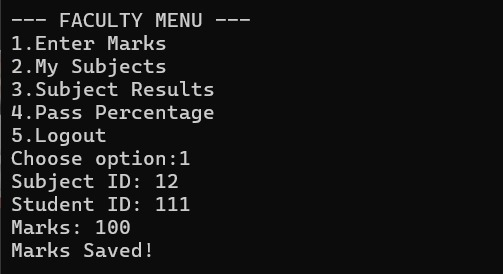 --- FACULTY MENU ---
1.Enter Marks
2.My Subjects
3.Subject Results
4.Pass Percentage
5.Logout
Choose option:1
Subject ID: 12
Student ID: 111
Marks: 100
Marks Saved!